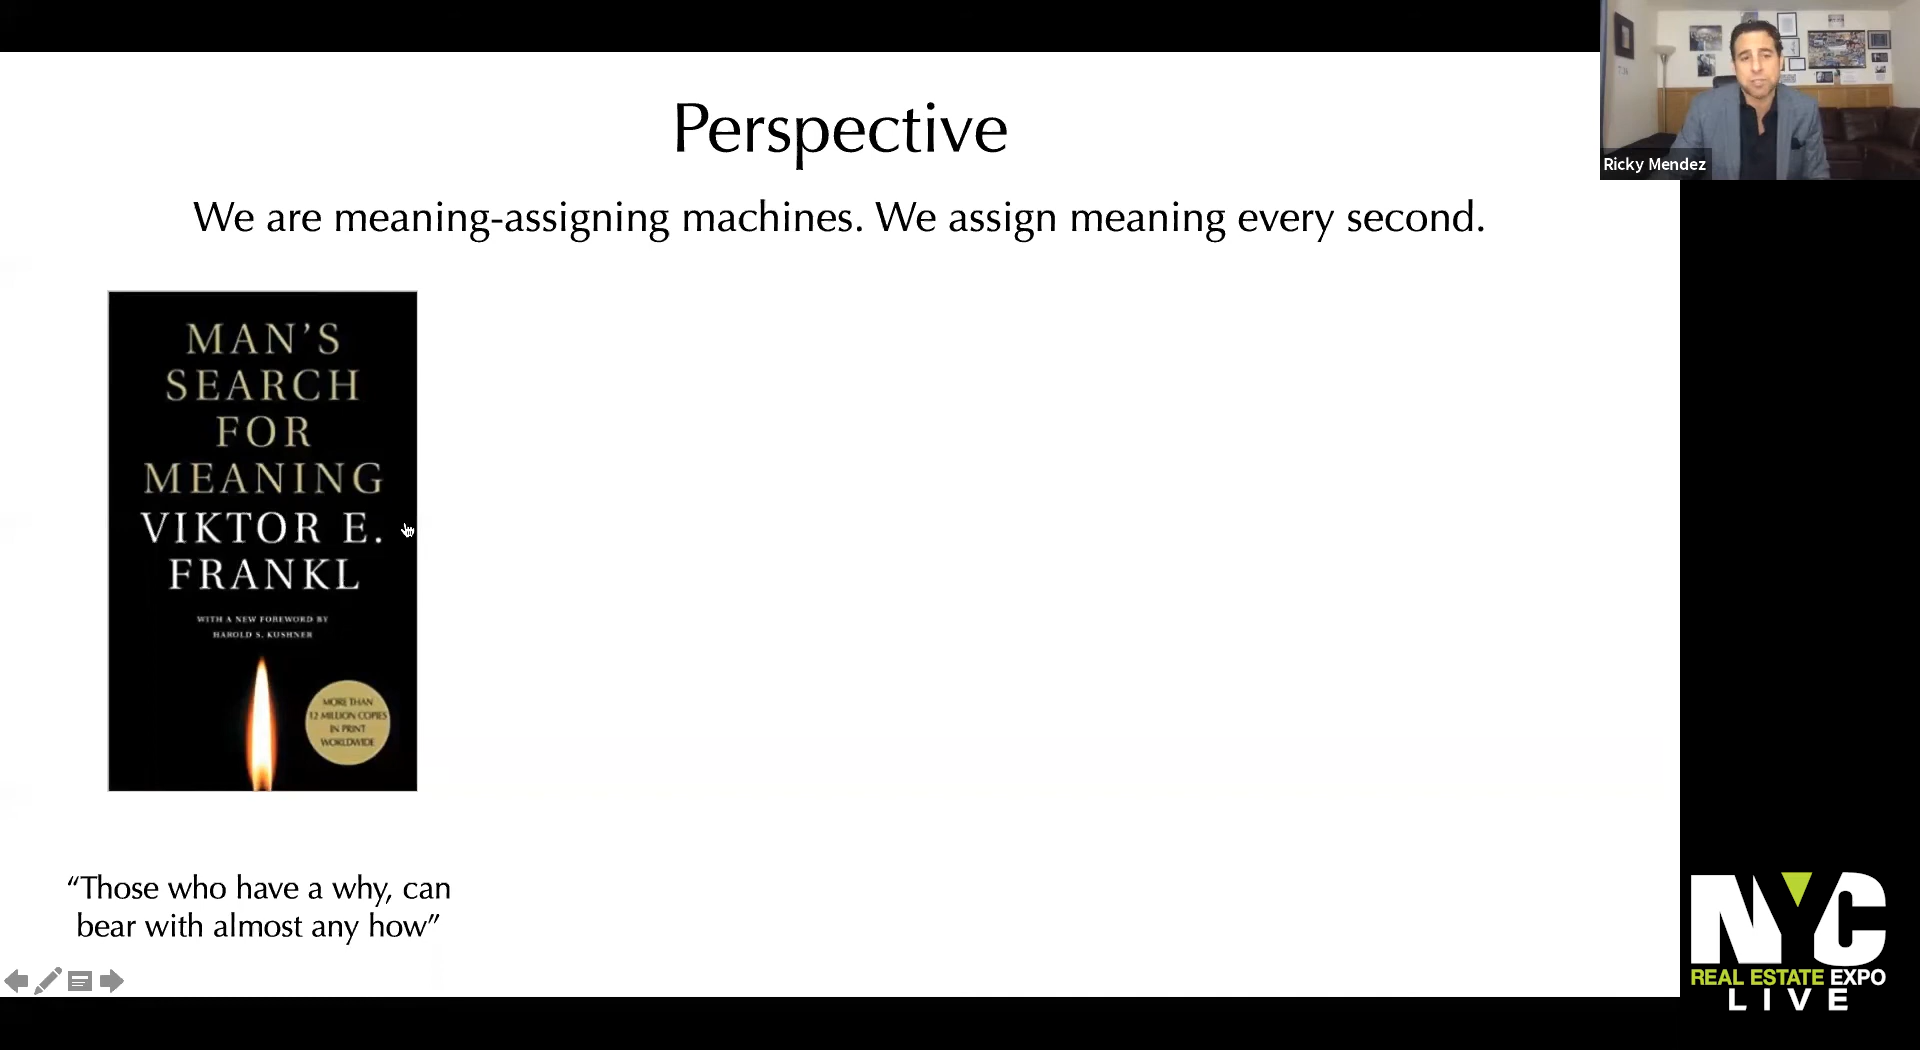 Perspective
We are meaning-assigning machines. We assign meaning every second.
MAN'S
SEARCH
FOR
MEANING
VIKTOR E.
FRANKL
WITH A NEW FOREWORD BY
HAROLD S. KUSHNER
MORE THAN
12 MILLION COPIES
IN PRINT
WORLDWIDE
“Those who have a why, can
bear with almost any how”
Ricky Mendez
NYC
REAL ESTATE EXPO
LIVE